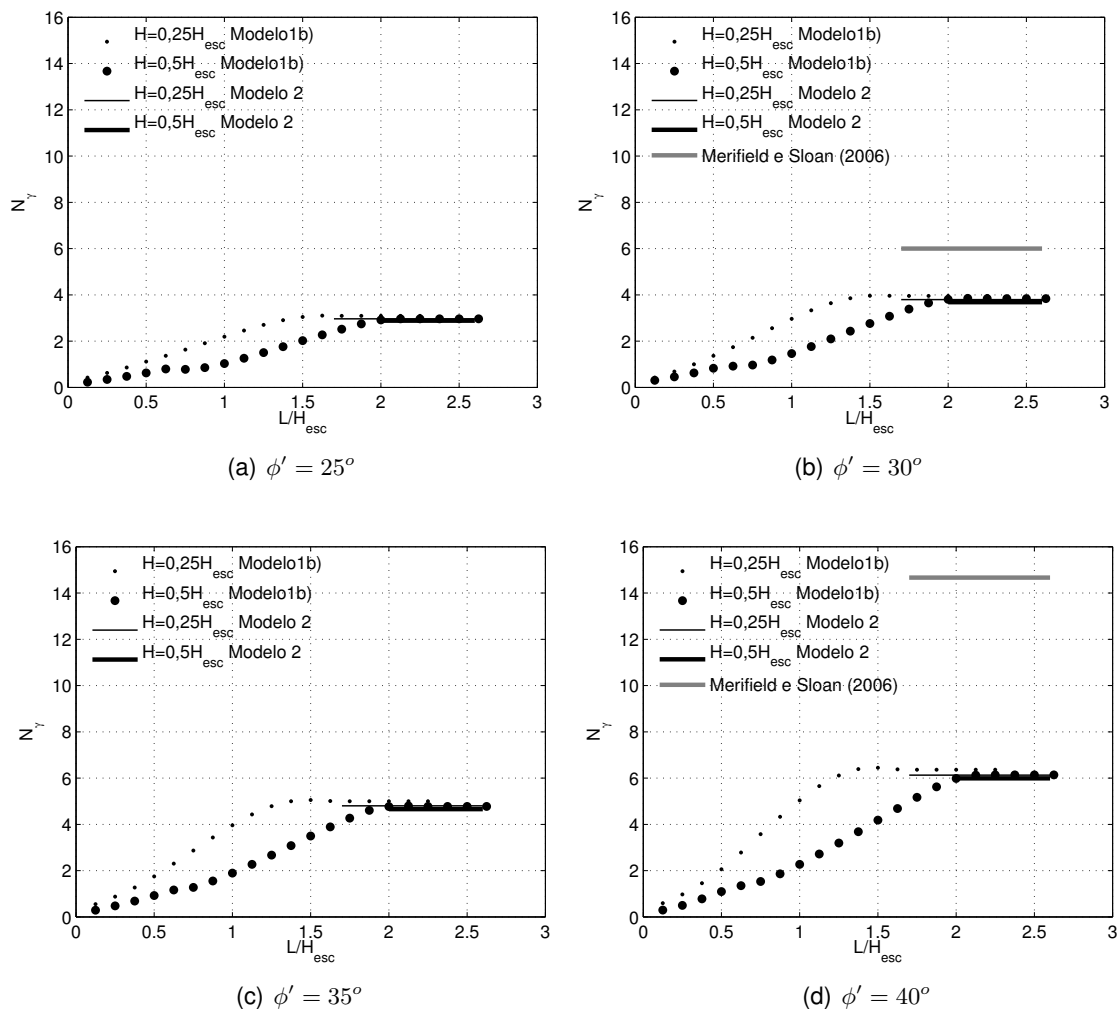 16
14
12
10
8
6
4
2
0
N_γ
H=0,25H_esc Modelo1b)
H=0,5H_esc Modelo1b)
H=0,25H_esc Modelo 2
H=0,5H_esc Modelo 2
0 0.5 1 1.5 2 2.5 3
L/H_esc
(a) ϕ′ = 25^o
16
14
12
10
8
6
4
2
0
N_γ
H=0,25H_esc Modelo1b)
H=0,5H_esc Modelo1b)
H=0,25H_esc Modelo 2
H=0,5H_esc Modelo 2
Merifield e Sloan (2006)
0 0.5 1 1.5 2 2.5 3
L/H_esc
(b) ϕ′ = 30^o
16
14
12
10
8
6
4
2
0
N_γ
H=0,25H_esc Modelo1b)
H=0,5H_esc Modelo1b)
H=0,25H_esc Modelo 2
H=0,5H_esc Modelo 2
0 0.5 1 1.5 2 2.5 3
L/H_esc
(c) ϕ′ = 35^o
16
14
12
10
8
6
4
2
0
N_γ
H=0,25H_esc Modelo1b)
H=0,5H_esc Modelo1b)
H=0,25H_esc Modelo 2
H=0,5H_esc Modelo 2
Merifield e Sloan (2006)
0 0.5 1 1.5 2 2.5 3
L/H_esc
(d) ϕ′ = 40^o